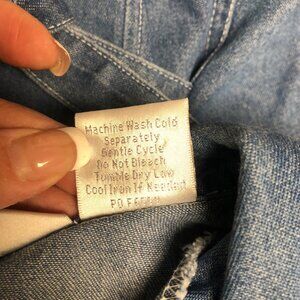 Machine Wash Cold
Separately
Gentle Cycle
Do Not Bleach
Tumble Dry Low
Cool Iron If Needed